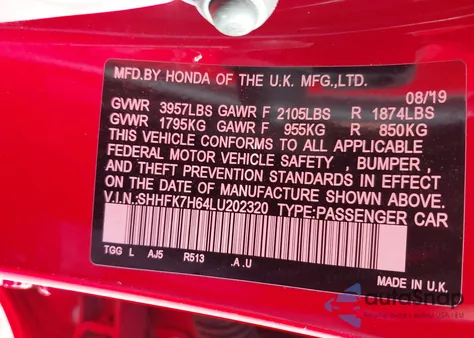 MFD.BY HONDA OF THE U.K. MFG.,LTD.
08/19
GVWR 3957LBS GAWR F 2105LBS R 1874LBS
GVWR 1795KG GAWR F 955KG R 850KG
THIS VEHICLE CONFORMS TO ALL APPLICABLE
FEDERAL MOTOR VEHICLE SAFETY , BUMPER ,
AND THEFT PREVENTION STANDARDS IN EFFECT
ON THE DATE OF MANUFACTURE SHOWN ABOVE.
V.I.N.:SHHFK7H64LU202320 TYPE:PASSENGER CAR
TGG L AJ5 R513 .A.U
MADE IN U.K.
autoSnap